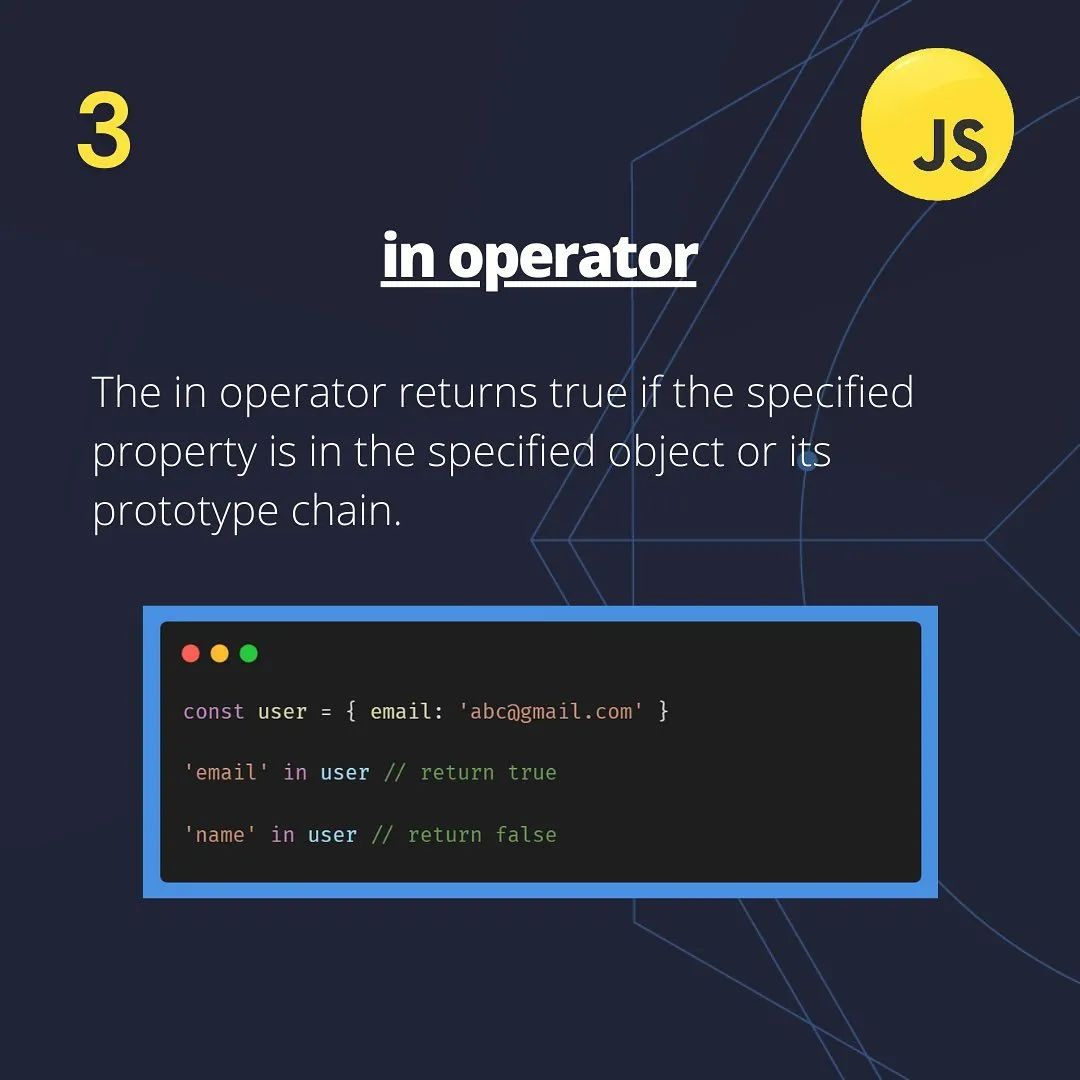 3
JS
in operator
The in operator returns true if the specified
property is in the specified object or its
prototype chain.
const user = { email: 'abc@gmail.com' }
'email' in user // return true
'name' in user // return false